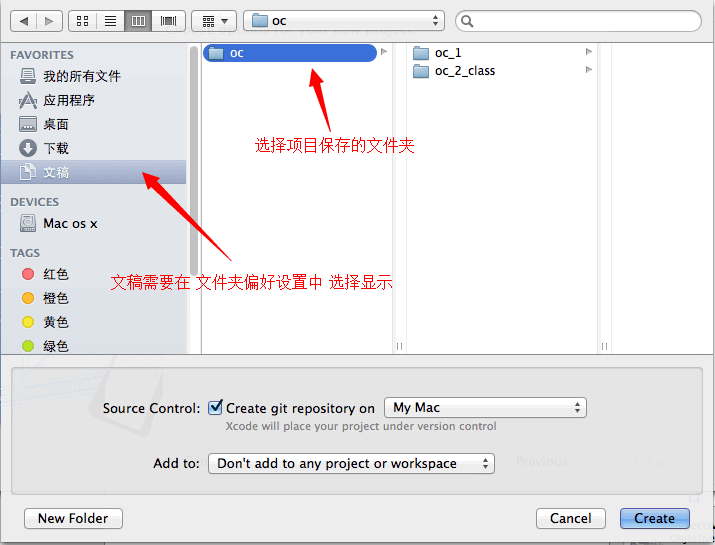 oc
FAVORITES
我的所有文件
应用程序
桌面
下载
文稿
DEVICES
Mac os x
TAGS
红色
橙色
黄色
绿色
oc
oc_1
oc_2_class
选择项目保存的文件夹
文稿需要在 文件夹偏好设置中 选择显示
Source Control: Create git repository on My Mac
Xcode will place your project under version control
Add to: Don't add to any project or workspace
Previous
New Folder
Cancel
Create